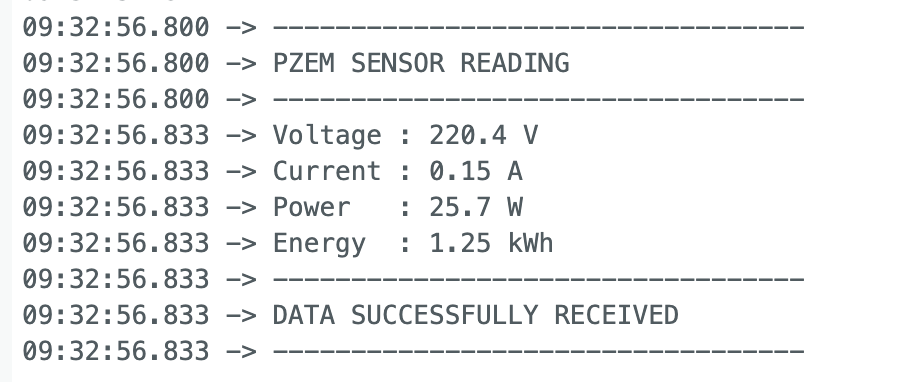 09:32:56.800 -> ----------------------------------
09:32:56.800 -> PZEM SENSOR READING
09:32:56.800 -> ----------------------------------
09:32:56.833 -> Voltage : 220.4 V
09:32:56.833 -> Current : 0.15 A
09:32:56.833 -> Power   : 25.7 W
09:32:56.833 -> Energy  : 1.25 kWh
09:32:56.833 -> ----------------------------------
09:32:56.833 -> DATA SUCCESSFULLY RECEIVED
09:32:56.833 -> ----------------------------------